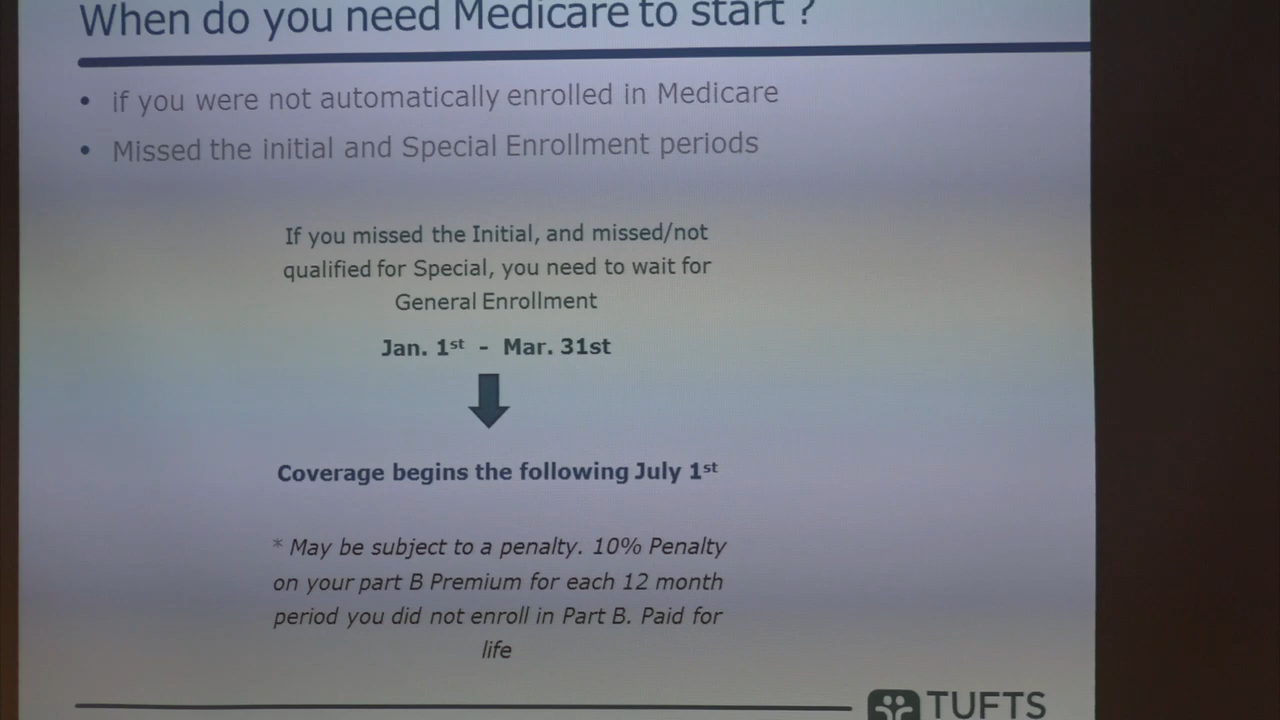 When do you need Medicare to start ?
• if you were not automatically enrolled in Medicare
• Missed the initial and Special Enrollment periods
If you missed the Initial, and missed/not
qualified for Special, you need to wait for
General Enrollment
Jan. 1st - Mar. 31st
Coverage begins the following July 1st
* May be subject to a penalty. 10% Penalty
on your part B Premium for each 12 month
period you did not enroll in Part B. Paid for
life
TUFTS